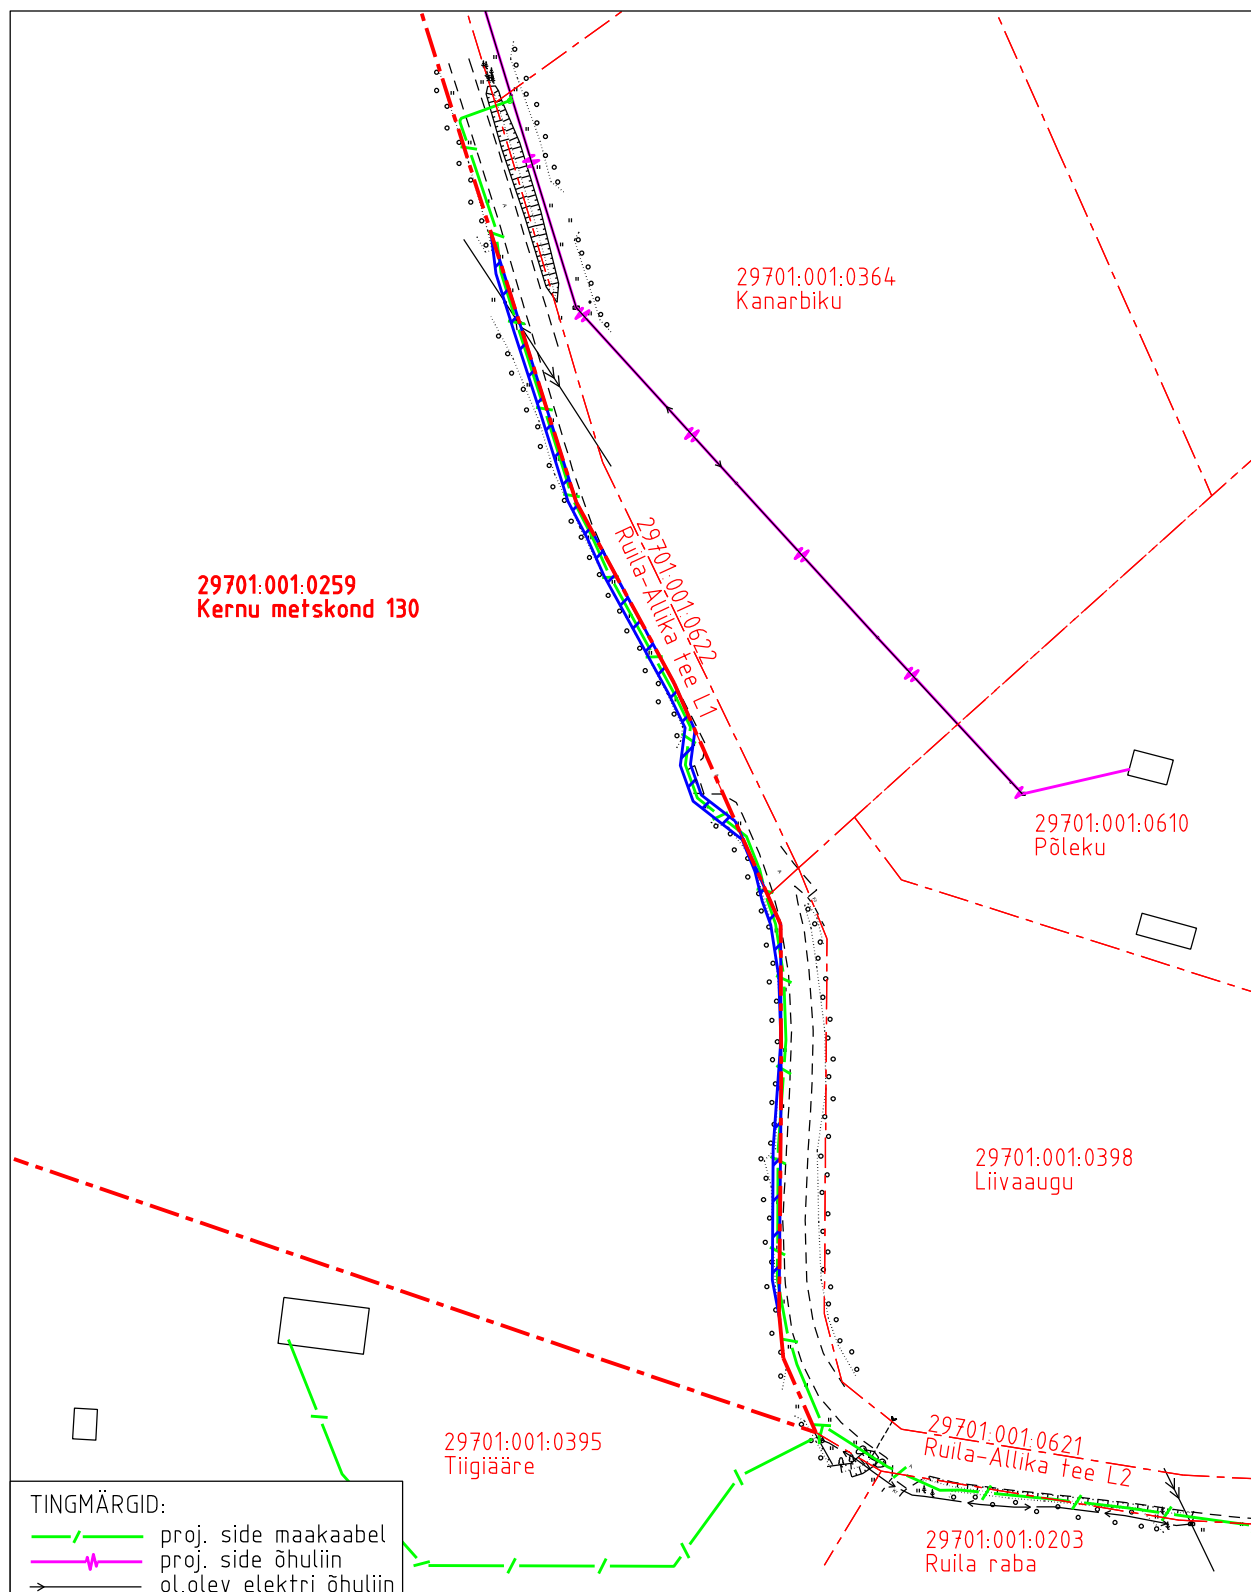 29701:001:0364
Kanarbiku
29701:001:0622
Ruila-Allika tee L1
29701:001:0259
Kernu metskond 130
29701:001:0610
Põleku
29701:001:0398
Liivaaugu
29701:001:0621
Ruila-Allika tee L2
29701:001:0395
Tiigiääre
29701:001:0203
Ruila raba
TINGMÄRGID:
proj. side maakaabel
proj. side õhuliin
ol.olev elektri õhuliin